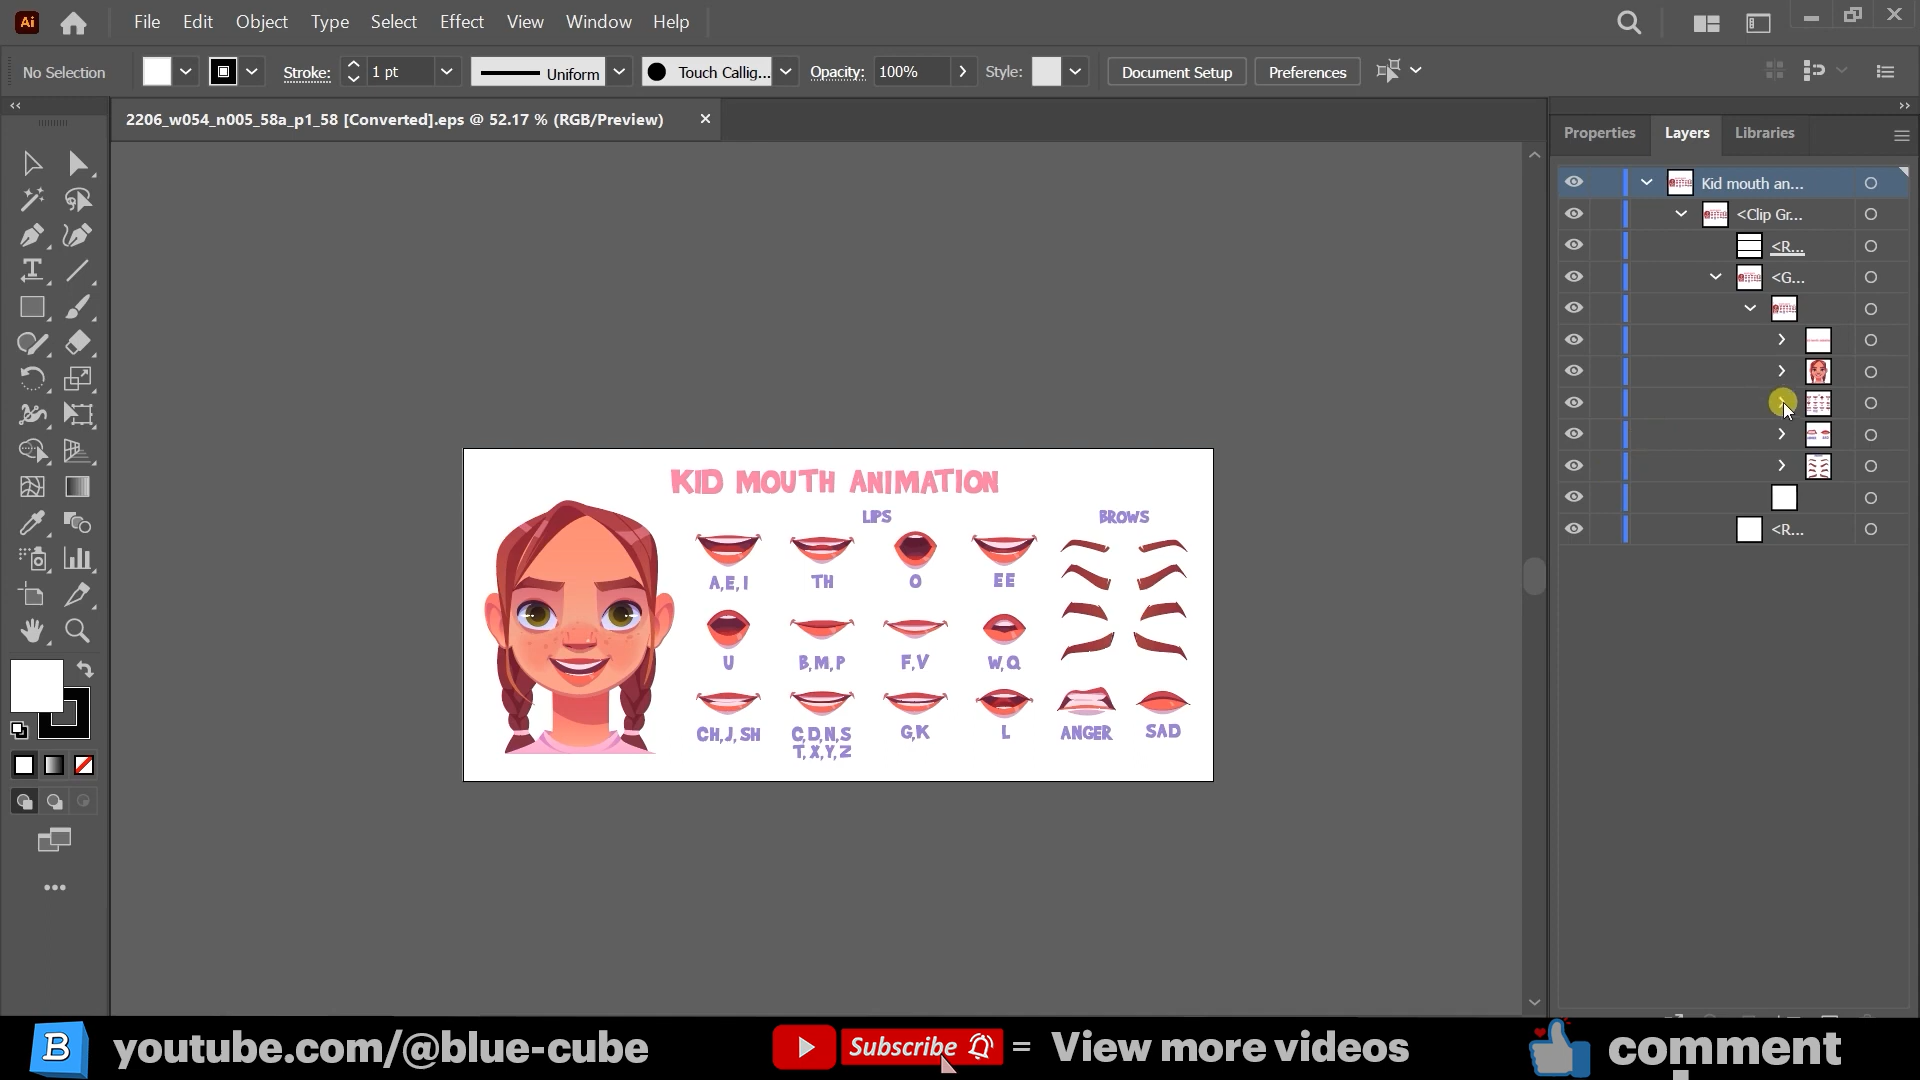 Ai File Edit Object Type Select Effect View Window Help
No Selection Stroke: 1 pt Uniform Touch Callig... Opacity: 100% Style: Document Setup Preferences
2206_w054_n005_58a_p1_58 [Converted].eps @ 52.17 % (RGB/Preview)
Properties Layers Libraries
Kid mouth an...
<Clip Gr...
<R...
<G...
<R...
KID MOUTH ANIMATION
LIPS BROWS
A,E,I TH O EE
U B,M,P F,V W,Q
CH,J,SH C,D,N,S G,K L ANGER SAD
T,X,Y,Z
B youtube.com/@blue-cube Subscribe = View more videos comment